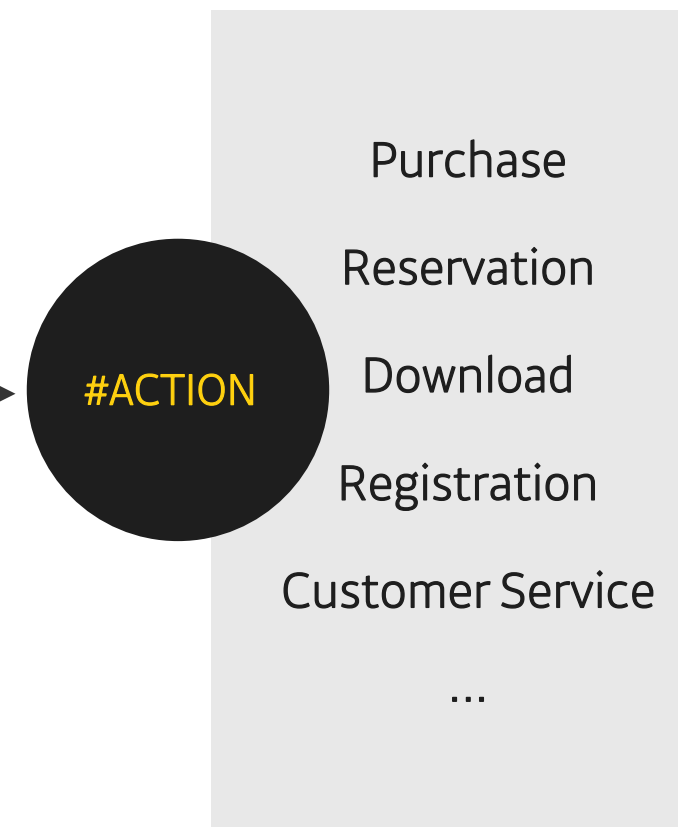 #ACTION
Purchase
Reservation
Download
Registration
Customer Service
...